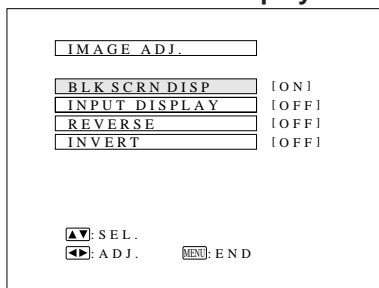 IMAGE ADJ.
BLK SCRN DISP [ON]
INPUT DISPLAY [OFF]
REVERSE [OFF]
INVERT [OFF]
▲▼:SEL.
◀▶:ADJ. MENU:END